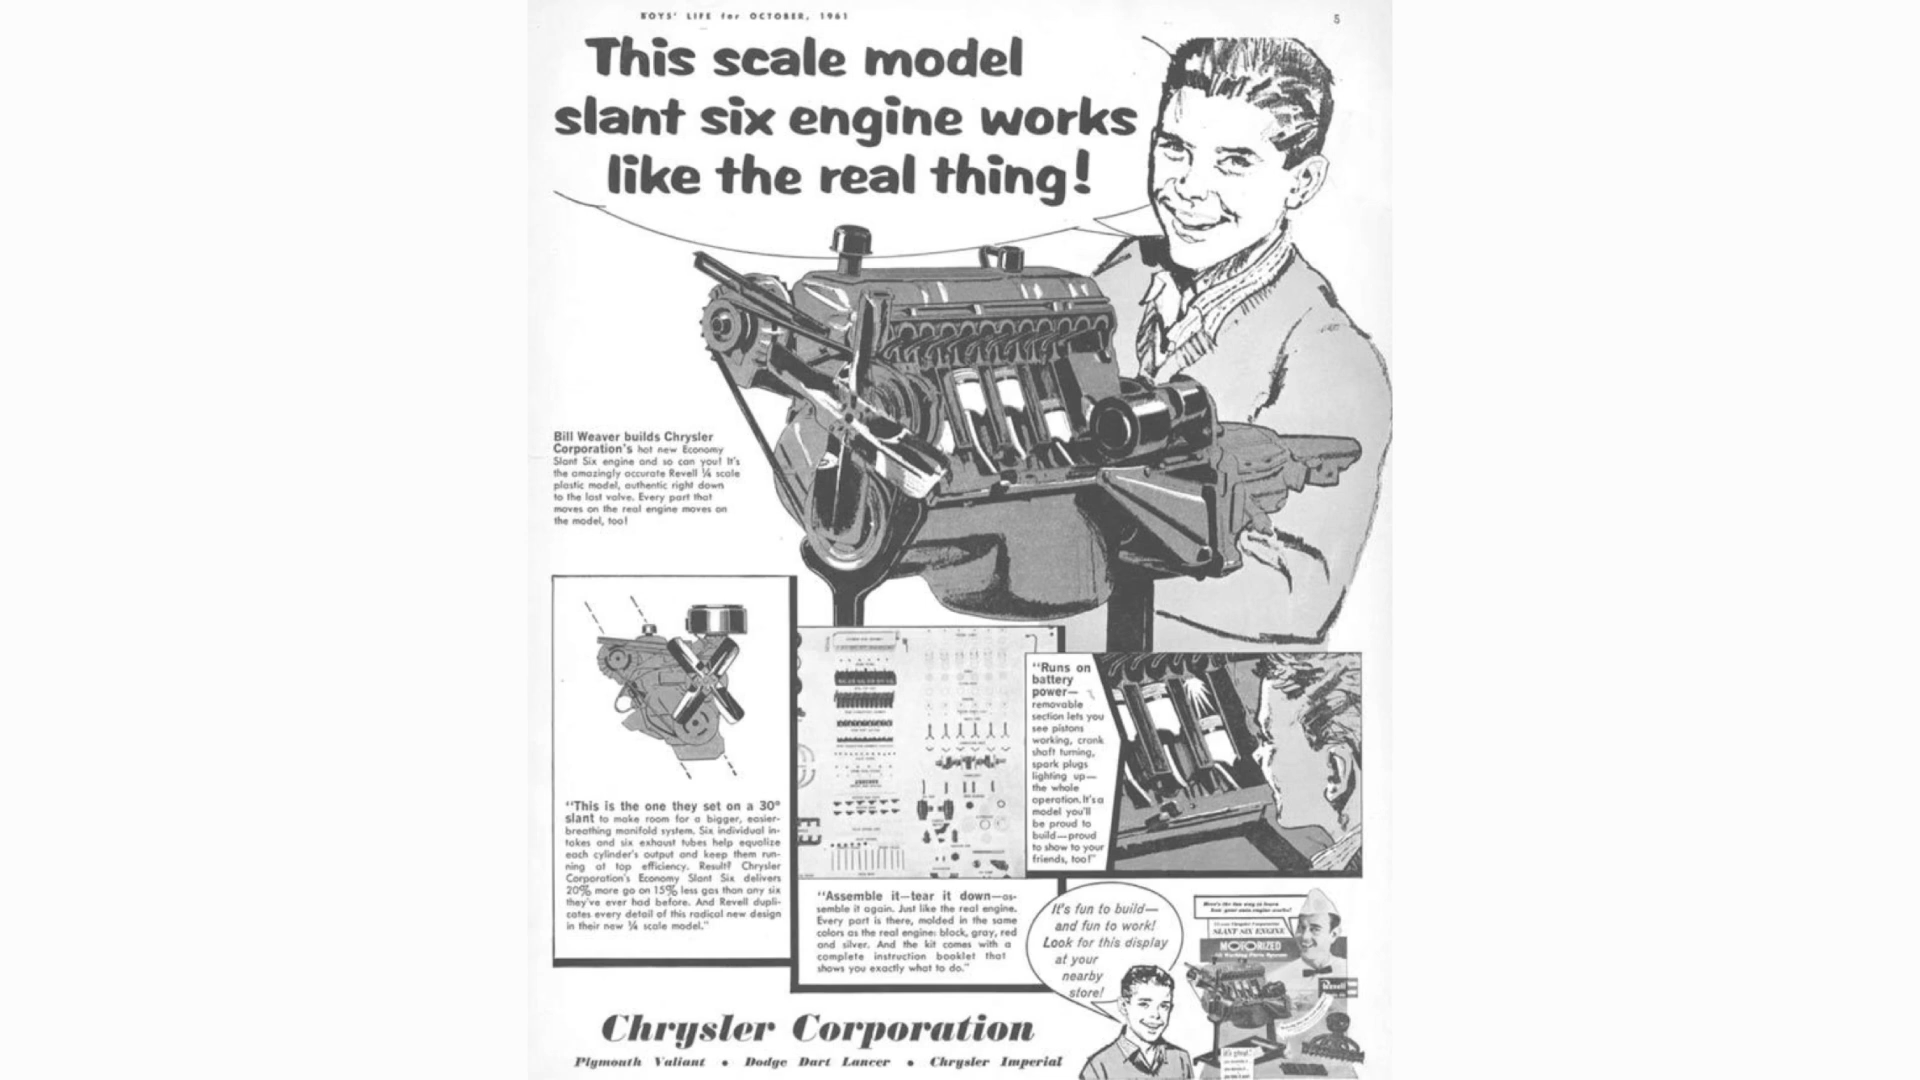 BOYS' LIFE for OCTOBER, 1961
5
This scale model
slant six engine works
like the real thing!
Bill Weaver builds Chrysler
Corporation's hot new Economy
Slant Six engine and so can you! It's
the amazingly accurate Revell ¼ scale
plastic model, authentic right down
to the last valve. Every part that
moves on the real engine moves on
the model, too!
"This is the one they set on a 30°
slant to make room for a bigger, easier-
breathing manifold system. Six individual in-
takes and six exhaust tubes help equalize
each cylinder's output and keep them run-
ning at top efficiency. Result? Chrysler
Corporation's Economy Slant Six delivers
20% more go on 15% less gas than any six
they've ever had before. And Revell dupli-
cates every detail of this radical new design
in their new ¼ scale model."
"Assemble it—tear it down—as-
semble it again. Just like the real engine.
Every part is there, molded in the same
colors as the real engine: black, gray, red
and silver. And the kit comes with a
complete instruction booklet that
shows you exactly what to do."
"Runs on
battery
power—
removable
section lets you
see pistons
working, crank
shaft turning,
spark plugs
lighting up—
the whole
operation. It's a
model you'll
be proud to
build—proud
to show to your
friends, too!"
It's fun to build—
and fun to work!
Look for this display
at your
nearby
store!
SLANT SIX ENGINE
MOTORIZED
Revell
Chrysler Corporation
Plymouth Valiant • Dodge Dart Lancer • Chrysler Imperial